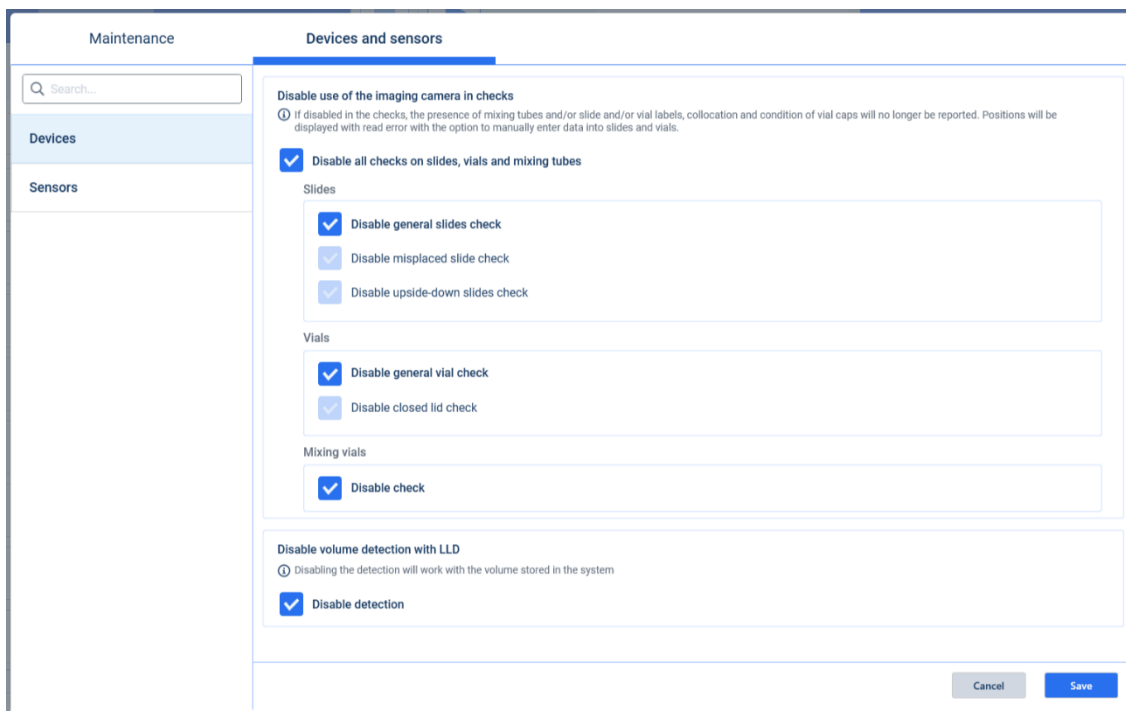 Maintenance
Devices and sensors
Search...
Devices
Sensors
Disable use of the imaging camera in checks
If disabled in the checks, the presence of mixing tubes and/or slide and/or vial labels, collocation and condition of vial caps will no longer be reported. Positions will be
displayed with read error with the option to manually enter data into slides and vials.
Disable all checks on slides, vials and mixing tubes
Slides
Disable general slides check
Disable misplaced slide check
Disable upside-down slides check
Vials
Disable general vial check
Disable closed lid check
Mixing vials
Disable check
Disable volume detection with LLD
Disabling the detection will work with the volume stored in the system
Disable detection
Cancel
Save